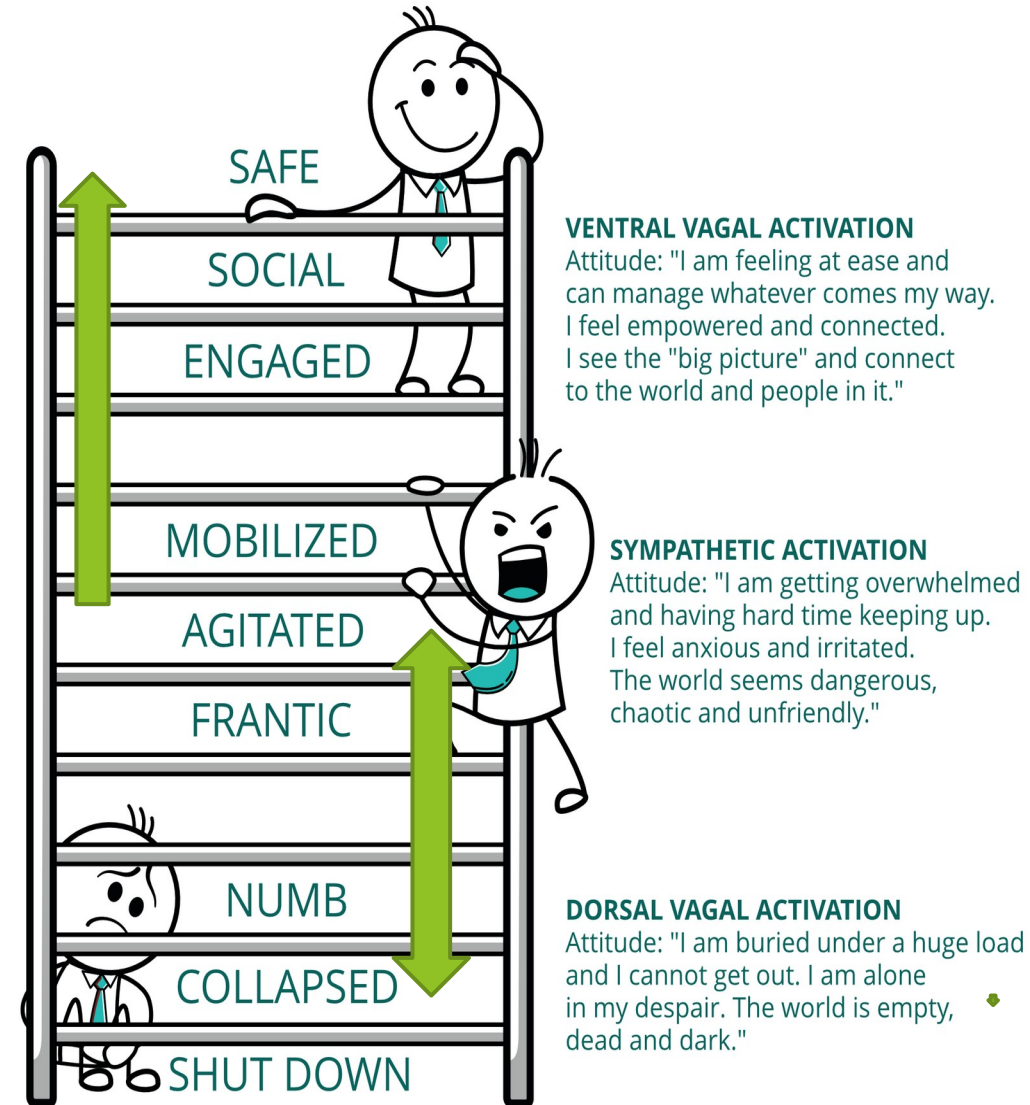 SAFE
SOCIAL
ENGAGED
VENTRAL VAGAL ACTIVATION
Attitude: "I am feeling at ease and
can manage whatever comes my way.
I feel empowered and connected.
I see the "big picture" and connect
to the world and people in it."
MOBILIZED
AGITATED
FRANTIC
SYMPATHETIC ACTIVATION
Attitude: "I am getting overwhelmed
and having hard time keeping up.
I feel anxious and irritated.
The world seems dangerous,
chaotic and unfriendly."
NUMB
COLLAPSED
SHUT DOWN
DORSAL VAGAL ACTIVATION
Attitude: "I am buried under a huge load
and I cannot get out. I am alone
in my despair. The world is empty,
dead and dark."